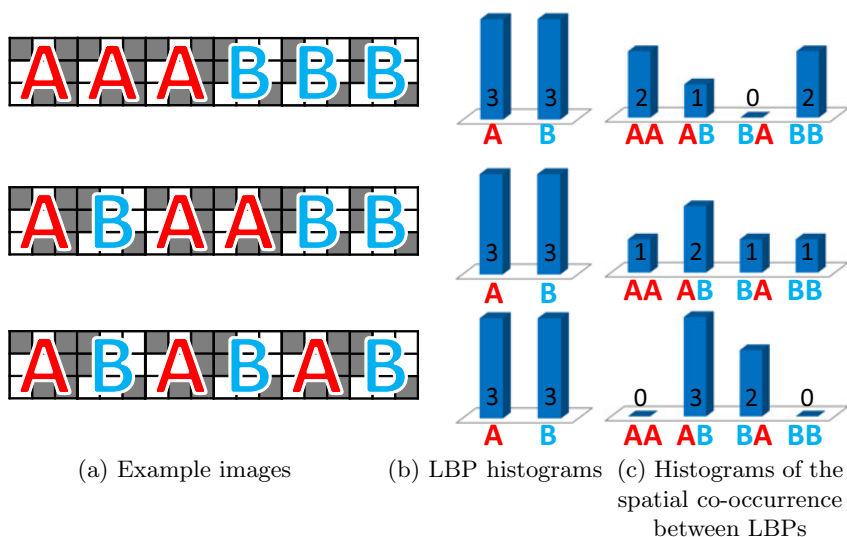 A A A B B B
3 3
A B
2 1 0 2
AA AB BA BB
A B A A B B
3 3
A B
1 2 1 1
AA AB BA BB
A B A B A B
3 3
A B
0 3 2 0
AA AB BA BB
(a) Example images
(b) LBP histograms
(c) Histograms of the
spatial co-occurrence
between LBPs